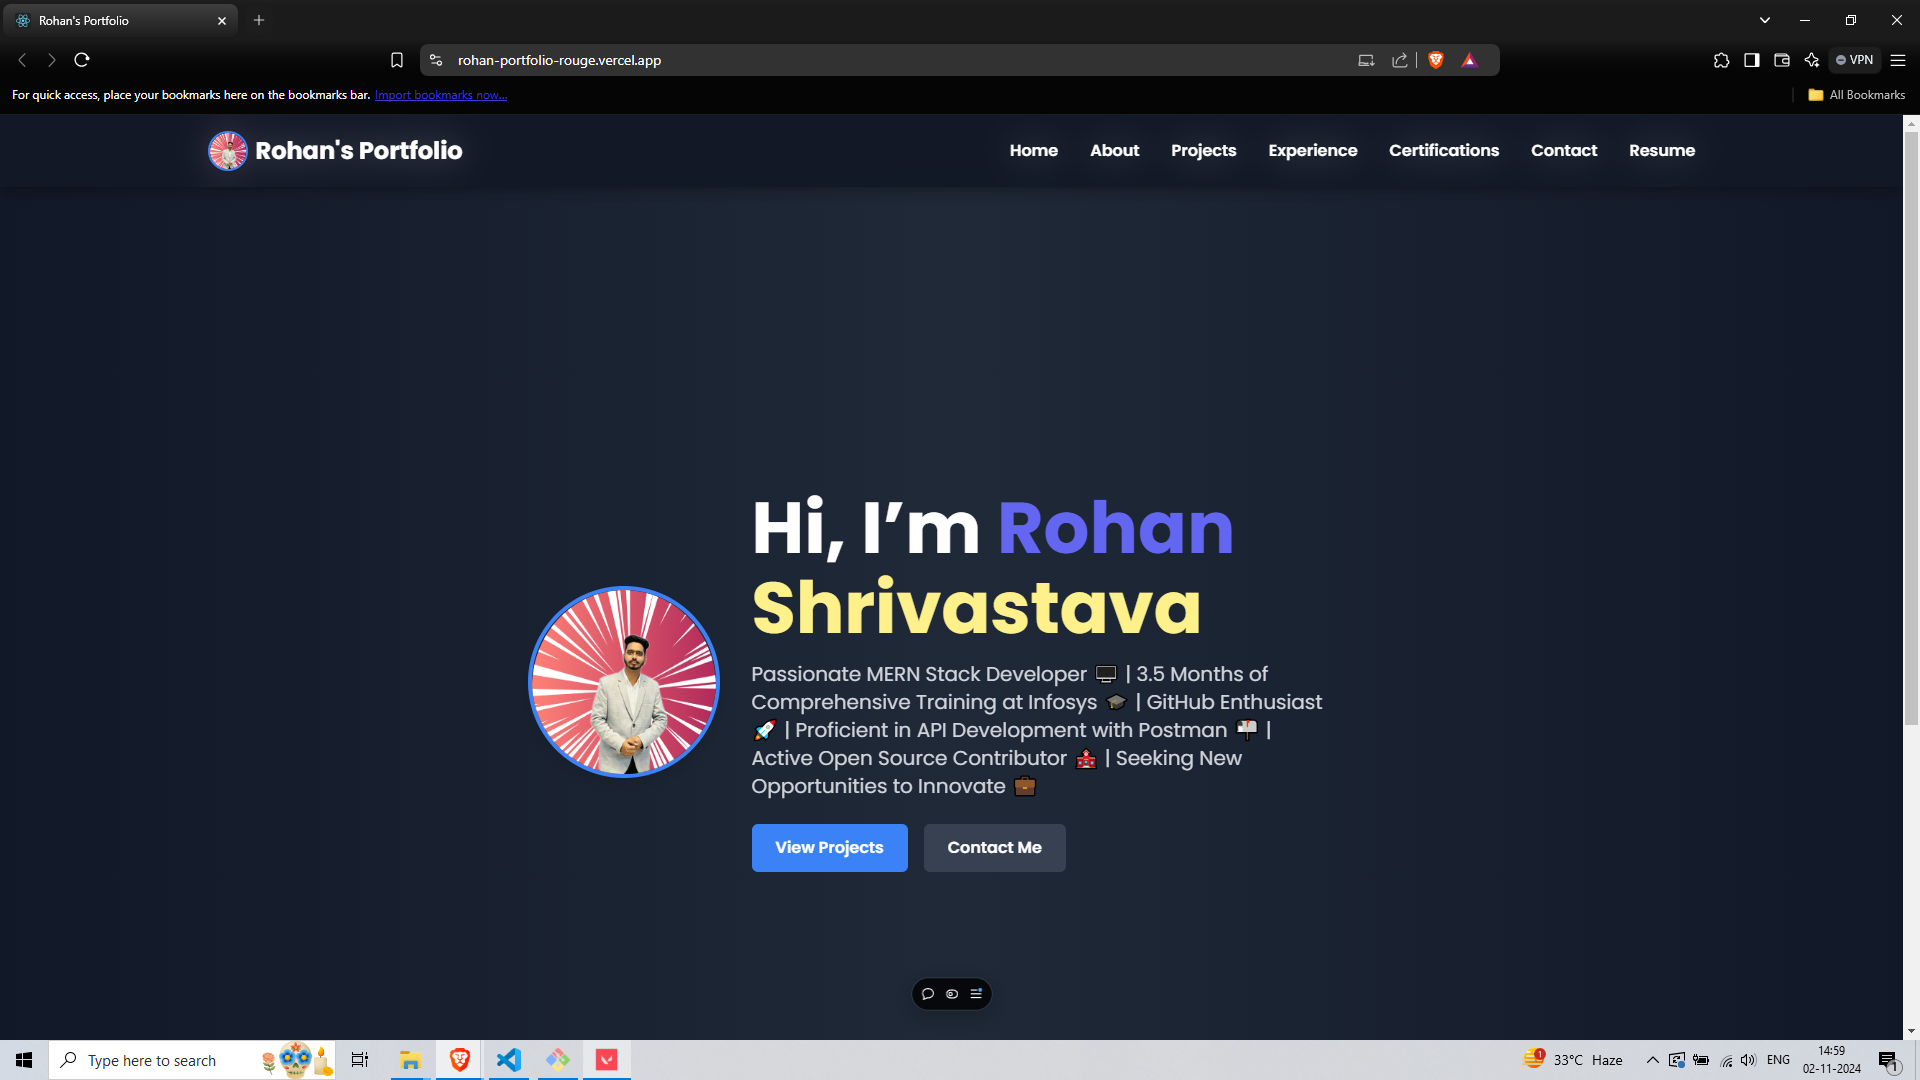 Rohan's Portfolio
rohan-portfolio-rouge.vercel.app
VPN
For quick access, place your bookmarks here on the bookmarks bar. Import bookmarks now...
All Bookmarks
Rohan's Portfolio
Home About Projects Experience Certifications Contact Resume
Hi, I’m Rohan
Shrivastava
Passionate MERN Stack Developer 🖥️ | 3.5 Months of
Comprehensive Training at Infosys 🎓 | GitHub Enthusiast
🚀 | Proficient in API Development with Postman 📬 |
Active Open Source Contributor 🏫 | Seeking New
Opportunities to Innovate 💼
View Projects Contact Me
Type here to search
1
33°C Haze
ENG
14:59
02-11-2024
1